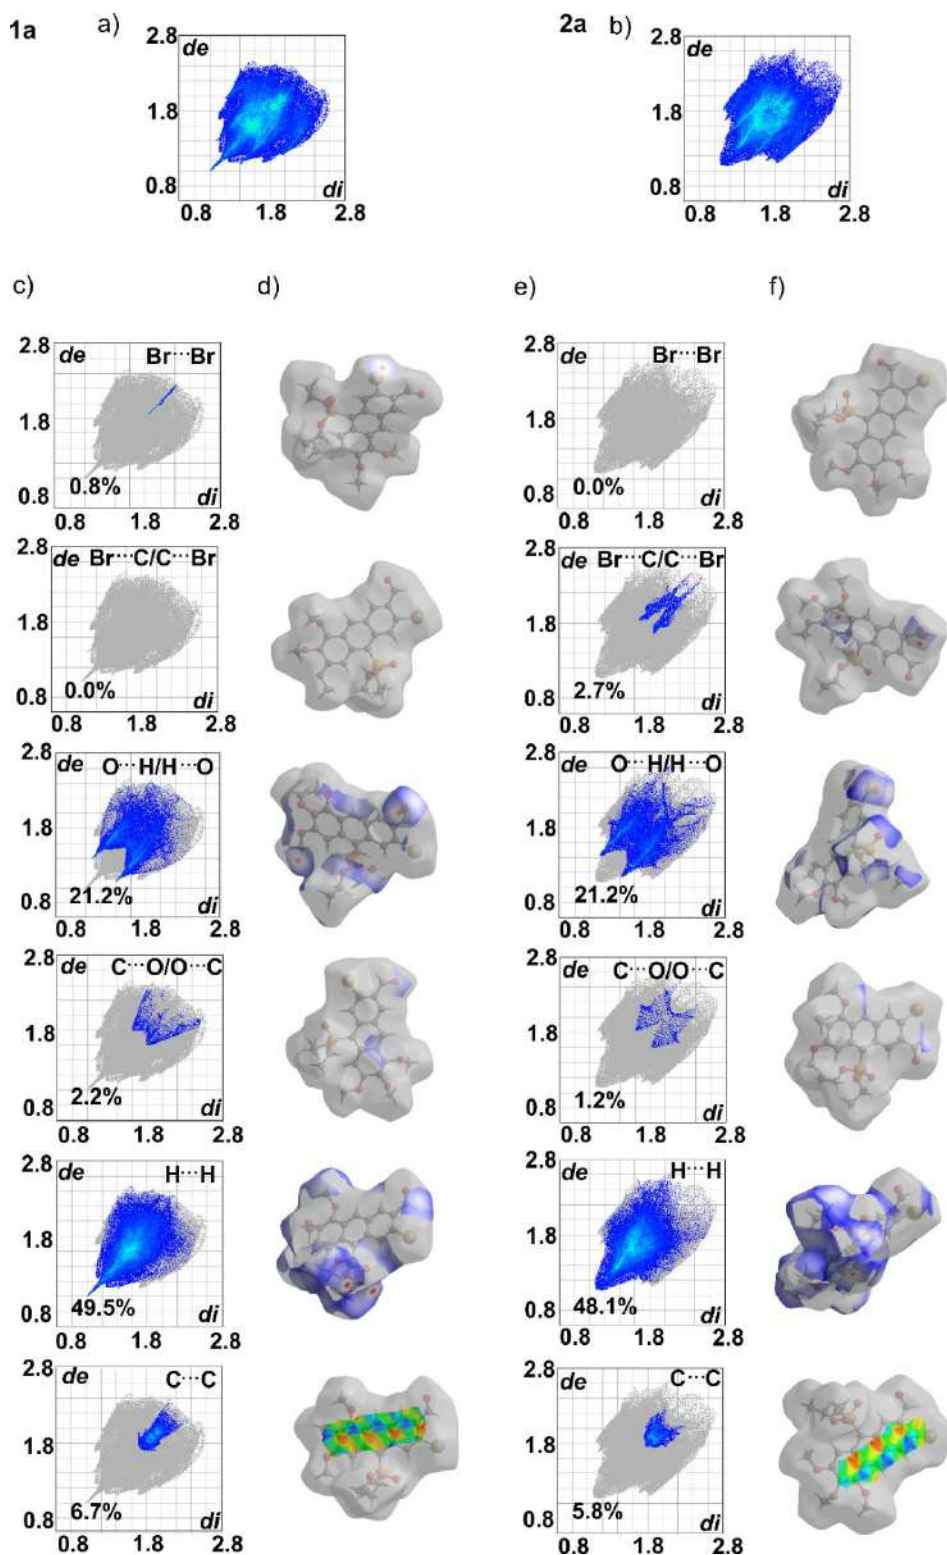 1a a) 2a b)
2.8 de 2.8 de
1.8 1.8
0.8 di 0.8 di
0.8 1.8 2.8 0.8 1.8 2.8
c) d) e) f)
2.8 de Br···Br 2.8 de Br···Br
1.8 1.8
0.8 0.8% di 0.8 0.0% di
0.8 1.8 2.8 0.8 1.8 2.8
2.8 de Br···C/C···Br 2.8 de Br···C/C···Br
1.8 1.8
0.8 0.0% di 0.8 2.7% di
0.8 1.8 2.8 0.8 1.8 2.8
2.8 de O···H/H···O 2.8 de O···H/H···O
1.8 1.8
0.8 21.2% di 0.8 21.2% di
0.8 1.8 2.8 0.8 1.8 2.8
2.8 de C···O/O···C 2.8 de C···O/O···C
1.8 1.8
0.8 2.2% di 0.8 1.2% di
0.8 1.8 2.8 0.8 1.8 2.8
2.8 de H···H 2.8 de H···H
1.8 1.8
0.8 49.5% di 0.8 48.1% di
0.8 1.8 2.8 0.8 1.8 2.8
2.8 de C···C 2.8 de C···C
1.8 1.8
0.8 6.7% di 0.8 5.8% di
0.8 1.8 2.8 0.8 1.8 2.8